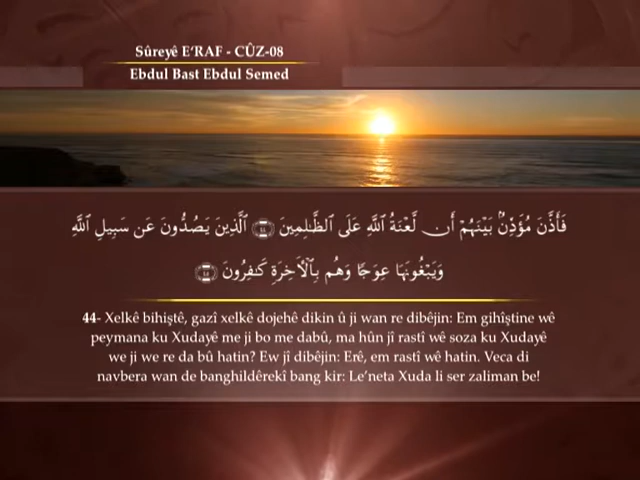 Sûreyê E‘RAF - CÛZ-08
Ebdul Bast Ebdul Semed
فَأَذَّنَ مُؤَذِّنٌۢ بَيْنَهُمْ أَن لَّعْنَةُ ٱللَّهِ عَلَى ٱلظَّـٰلِمِينَ ﴿٤٤﴾ ٱلَّذِينَ يَصُدُّونَ عَن سَبِيلِ ٱللَّهِ
وَيَبْغُونَهَا عِوَجًا وَهُم بِٱلْـَٔاخِرَةِ كَـٰفِرُونَ ﴿٤٥﴾
44- Xelkê bihiştê, gazî xelkê dojehê dikin û ji wan re dibêjin: Em gihîştine wê
peymana ku Xudayê me ji bo me dabû, ma hûn jî rastî wê soza ku Xudayê
we ji we re da bû hatin? Ew jî dibêjin: Erê, em rastî wê hatin. Veca di
navbera wan de banghildêrekî bang kir: Le’neta Xuda li ser zaliman be!